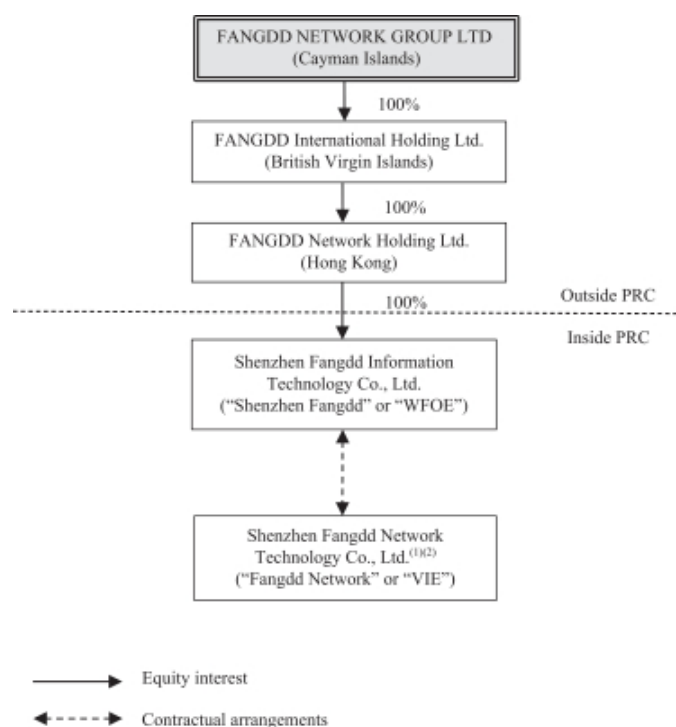 FANGDD NETWORK GROUP LTD
(Cayman Islands)
100%
FANGDD International Holding Ltd.
(British Virgin Islands)
100%
FANGDD Network Holding Ltd.
(Hong Kong)
100%
Outside PRC
Inside PRC
Shenzhen Fangdd Information
Technology Co., Ltd.
(“Shenzhen Fangdd” or “WFOE”)
Shenzhen Fangdd Network
Technology Co., Ltd.(1)(2)
(“Fangdd Network” or “VIE”)
Equity interest
Contractual arrangements